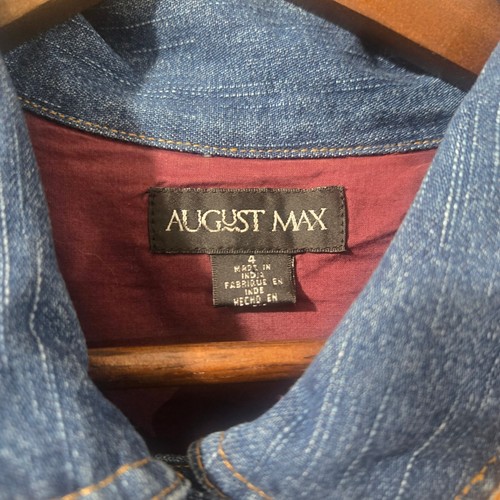 AUGUST MAX
4
MADE IN
INDIA
FABRIQUE EN
INDE
HECHO EN